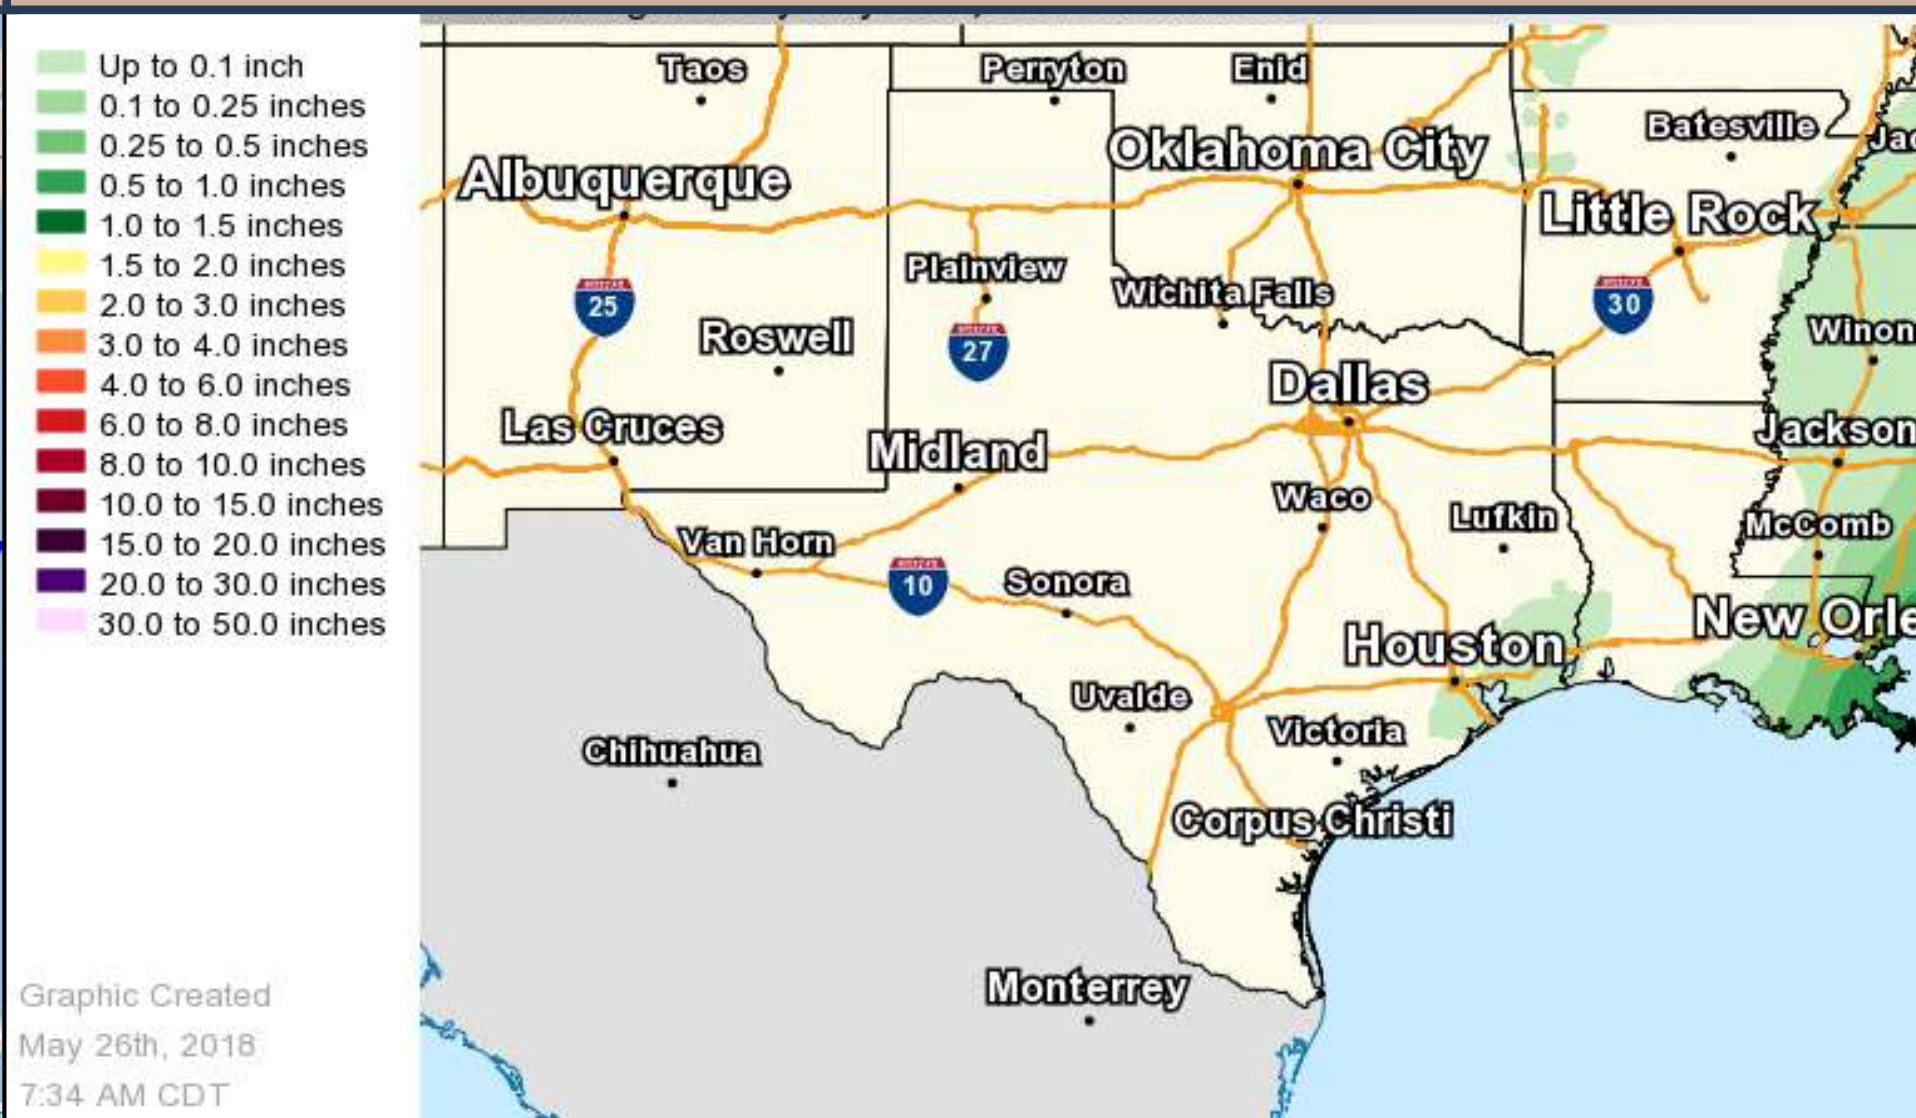 Up to 0.1 inch
0.1 to 0.25 inches
0.25 to 0.5 inches
0.5 to 1.0 inches
1.0 to 1.5 inches
1.5 to 2.0 inches
2.0 to 3.0 inches
3.0 to 4.0 inches
4.0 to 6.0 inches
6.0 to 8.0 inches
8.0 to 10.0 inches
10.0 to 15.0 inches
15.0 to 20.0 inches
20.0 to 30.0 inches
30.0 to 50.0 inches
Graphic Created
May 26th, 2018
7:34 AM CDT
Taos
Perryton
Enid
Batesville
Jac
Oklahoma City
Albuquerque
Little Rock
Plainview
Wichita Falls
25
30
Roswell
27
Winon
Dallas
Las Cruces
Midland
Jackson
Waco
Lufkin
McComb
Van Horn
10
Sonora
New Orle
Houston
Uvalde
Victoria
Chihuahua
Corpus Christi
Monterrey